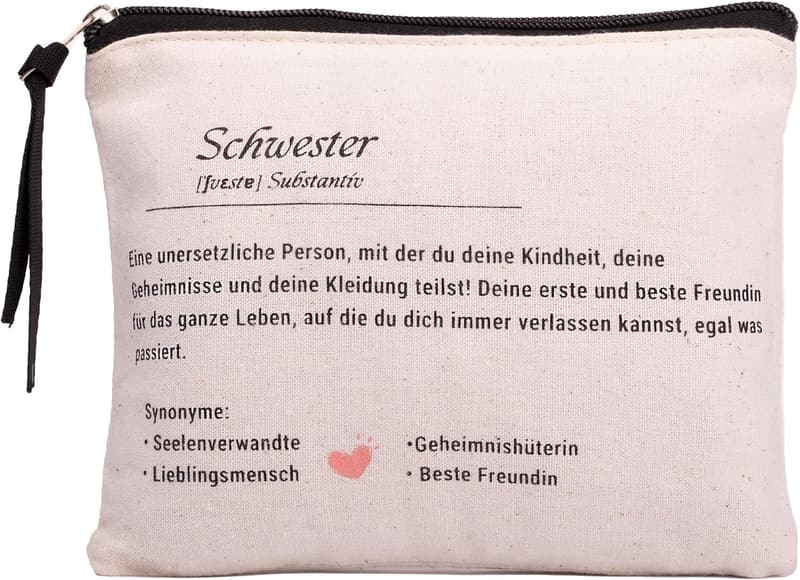 Schwester
[ʃvɛstɐ] Substantiv
Eine unersetzliche Person, mit der du deine Kindheit, deine
Geheimnisse und deine Kleidung teilst! Deine erste und beste Freundin
für das ganze Leben, auf die du dich immer verlassen kannst, egal was
passiert.
Synonyme:
· Seelenverwandte ·Geheimnishüterin
· Lieblingsmensch · Beste Freundin